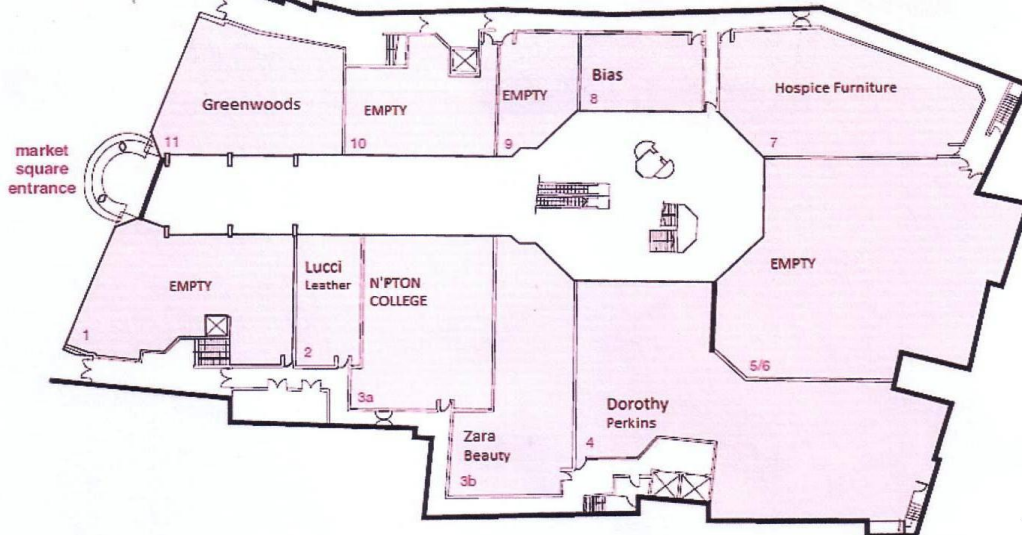 Greenwoods
11
EMPTY
10
EMPTY
9
Bias
8
Hospice Furniture
7
market
square
entrance
EMPTY
1
Lucci
Leather
2
N'PTON
COLLEGE
3a
Zara
Beauty
3b
Dorothy
Perkins
4
EMPTY
5/6